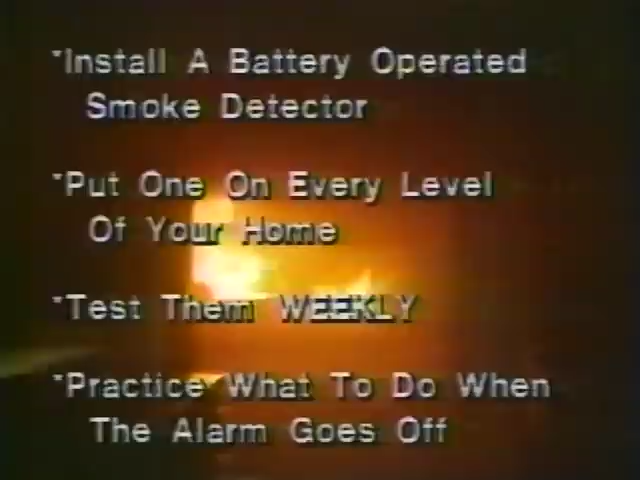 *Install A Battery Operated
Smoke Detector
*Put One On Every Level
Of Your Home
*Test Them WEEKLY
*Practice What To Do When
The Alarm Goes Off